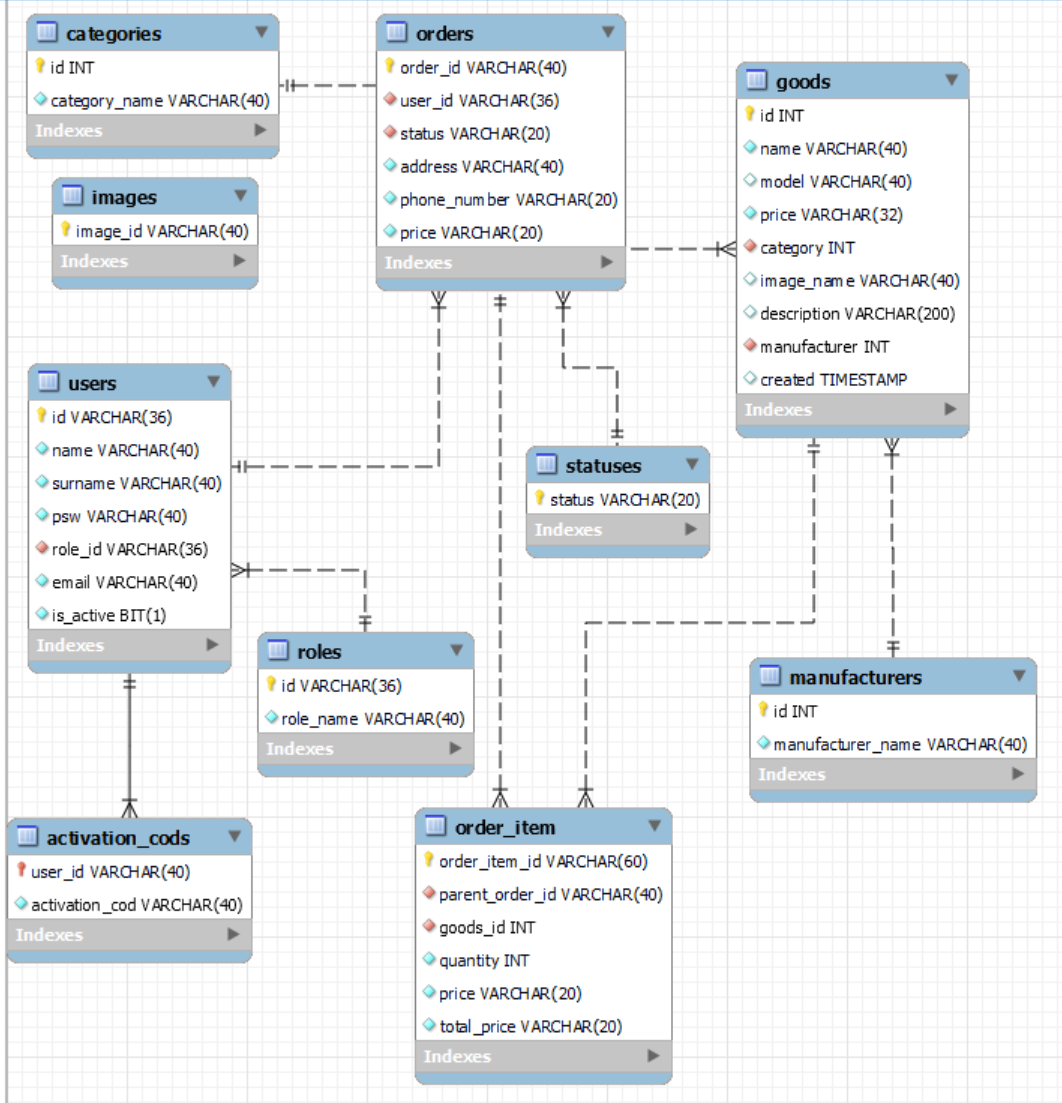 categories
id INT
category_name VARCHAR(40)
Indexes
images
image_id VARCHAR(40)
Indexes
orders
order_id VARCHAR(40)
user_id VARCHAR(36)
status VARCHAR(20)
address VARCHAR(40)
phone_number VARCHAR(20)
price VARCHAR(20)
Indexes
goods
id INT
name VARCHAR(40)
model VARCHAR(40)
price VARCHAR(32)
category INT
image_name VARCHAR(40)
description VARCHAR(200)
manufacturer INT
created TIMESTAMP
Indexes
users
id VARCHAR(36)
name VARCHAR(40)
surname VARCHAR(40)
psw VARCHAR(40)
role_id VARCHAR(36)
email VARCHAR(40)
is_active BIT(1)
Indexes
statuses
status VARCHAR(20)
Indexes
roles
id VARCHAR(36)
role_name VARCHAR(40)
Indexes
manufacturers
id INT
manufacturer_name VARCHAR(40)
Indexes
activation_cods
user_id VARCHAR(40)
activation_cod VARCHAR(40)
Indexes
order_item
order_item_id VARCHAR(60)
parent_order_id VARCHAR(40)
goods_id INT
quantity INT
price VARCHAR(20)
total_price VARCHAR(20)
Indexes